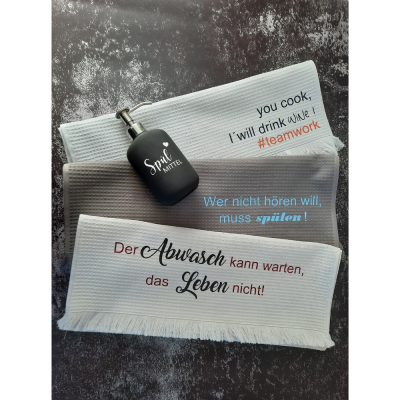 you cook,
I´will drink wine !
#teamwork
Spül
MITTEL
Wer nicht hören will,
muss spülen !
Der Abwasch kann warten,
das Leben nicht!